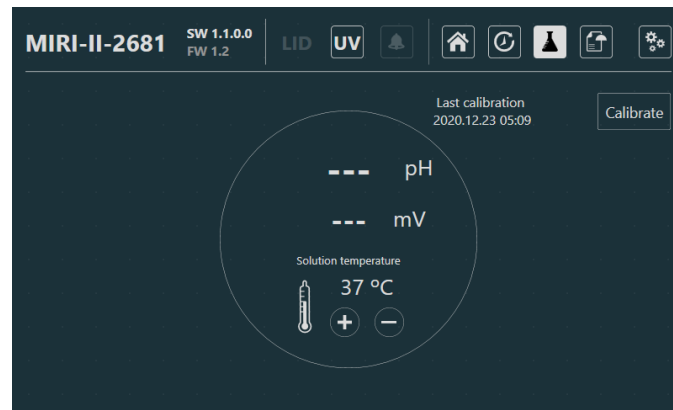 MIRI-II-2681
SW 1.1.0.0
FW 1.2
LID
UV
Last calibration
2020.12.23 05:09
Calibrate
--- pH
--- mV
Solution temperature
37 ºC
+ −